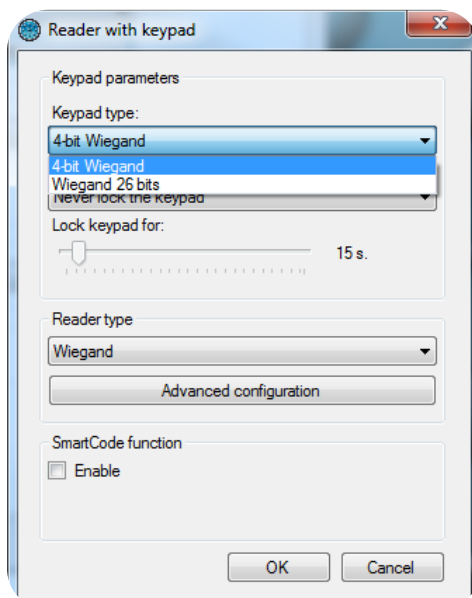 Reader with keypad
Keypad parameters
Keypad type:
4-bit Wiegand
4-bit Wiegand
Wiegand 26 bits
Never lock the keypad
Lock keypad for:
15 s.
Reader type
Wiegand
Advanced configuration
SmartCode function
Enable
OK Cancel